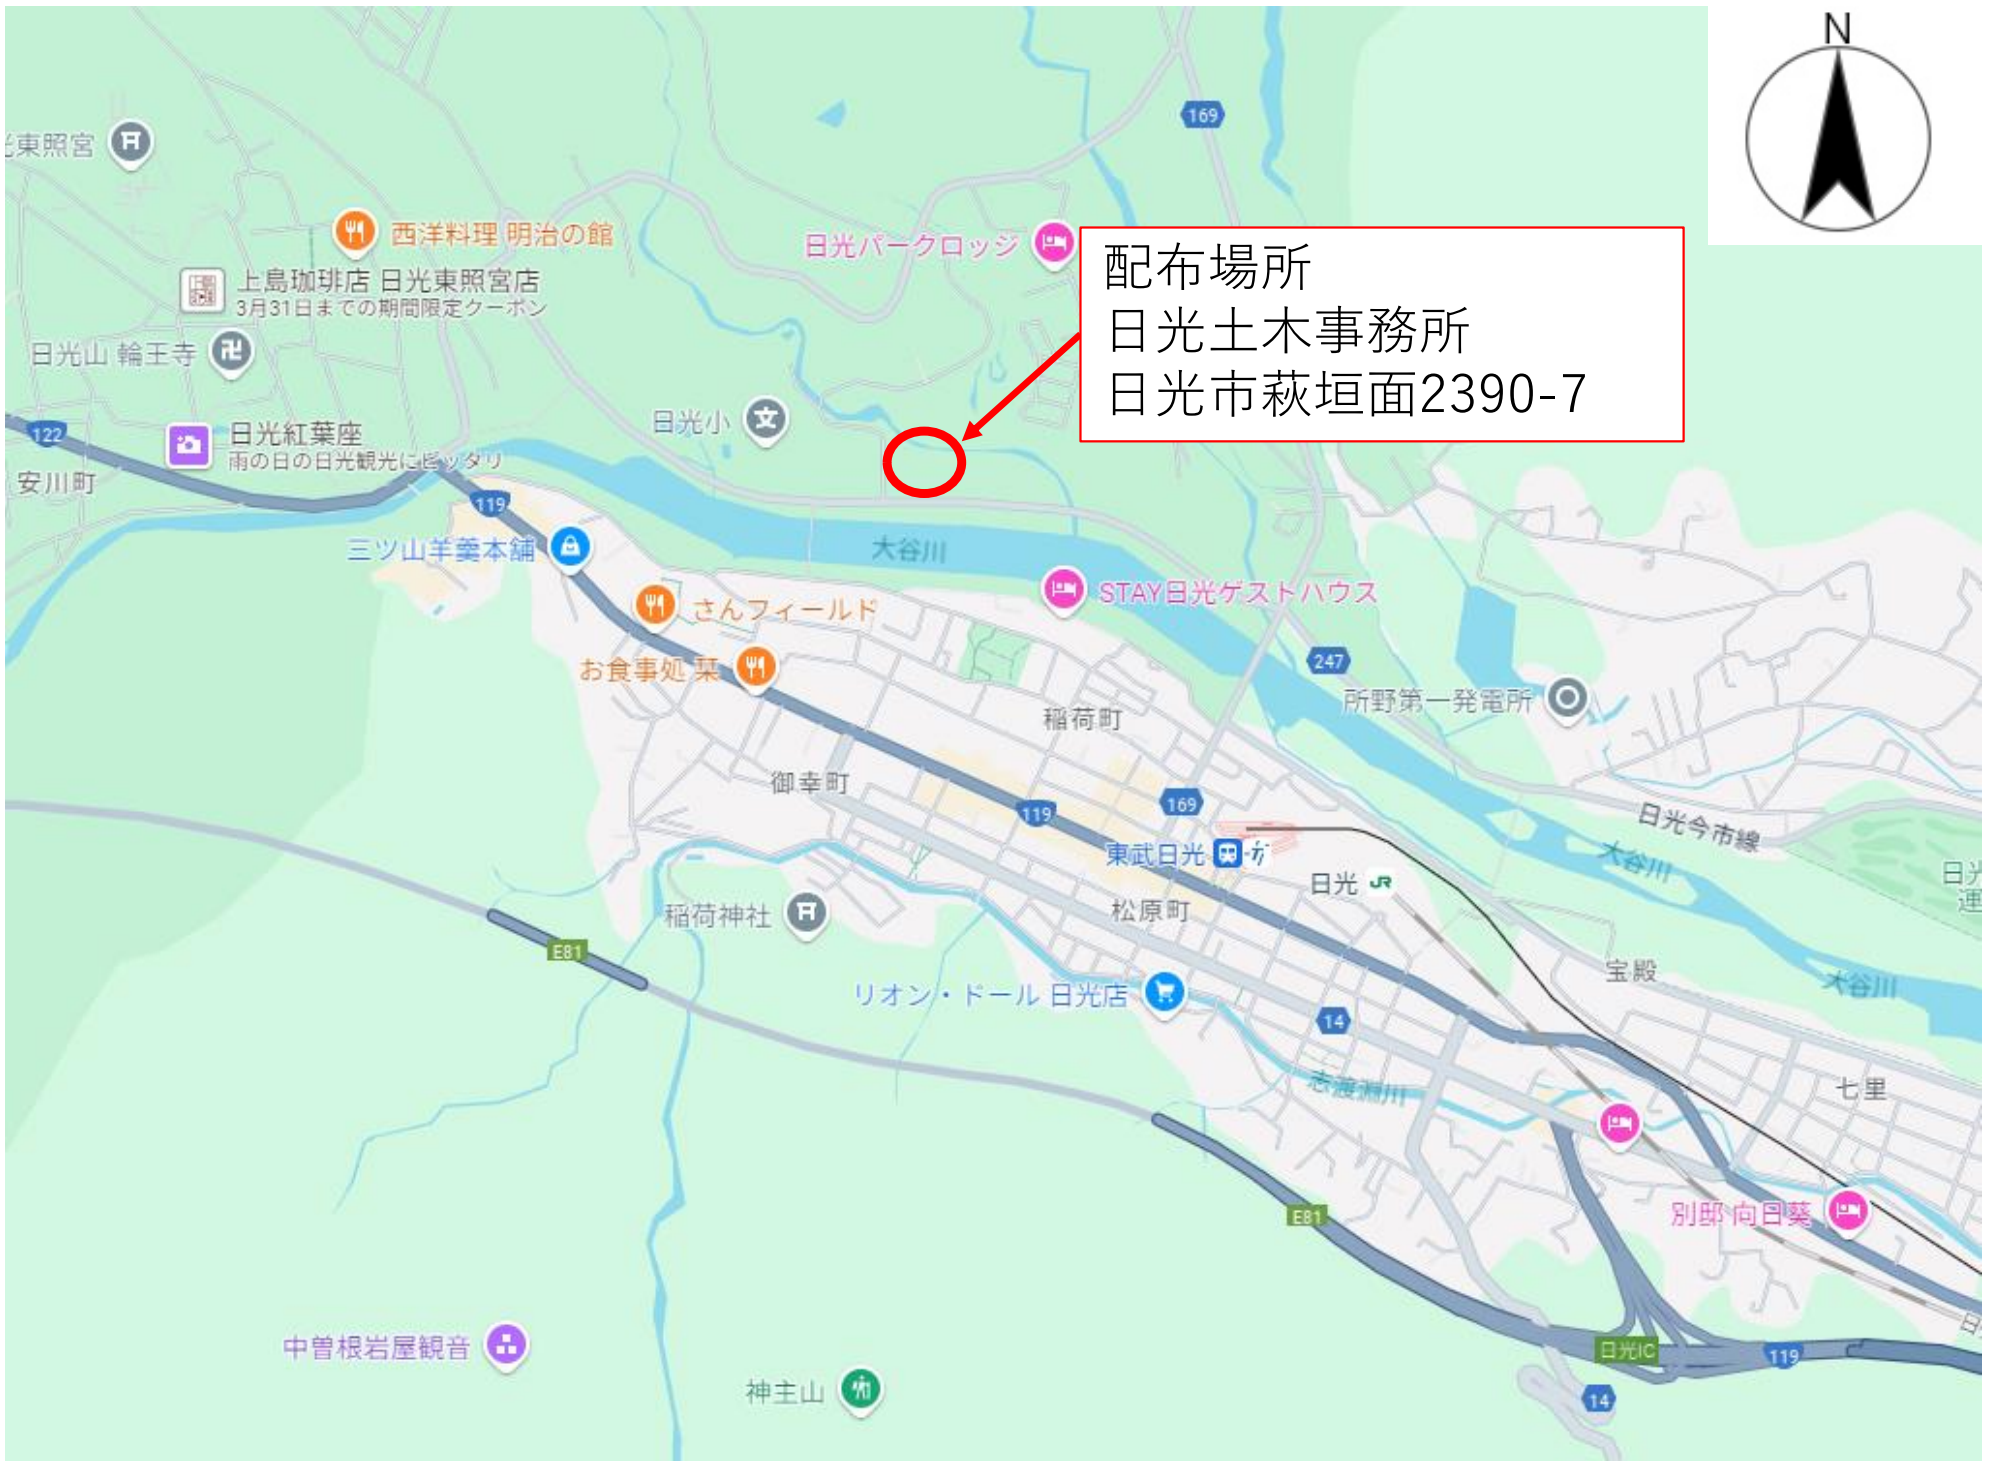 N
169
光東照宮
西洋料理 明治の館
日光パークロッジ
上島珈琲店 日光東照宮店
3月31日までの期間限定クーポン
配布場所
日光土木事務所
日光市萩垣面2390-7
日光山 輪王寺
日光小
文
122
日光紅葉座
雨の日の日光観光にピッタリ
安川町
119
三ツ山羊羹本舗
大谷川
STAY日光ゲストハウス
さんフィールド
お食事処 栞
247
所野第一発電所
稲荷町
御幸町
119
169
日光今市線
大谷川
東武日光
日光
JR
日光
運
松原町
稲荷神社
E81
宝殿
大谷川
リオン・ドール 日光店
14
志渡淵川
七里
E81
別邸 向日葵
中曽根岩屋観音
日光IC
119
神主山
14